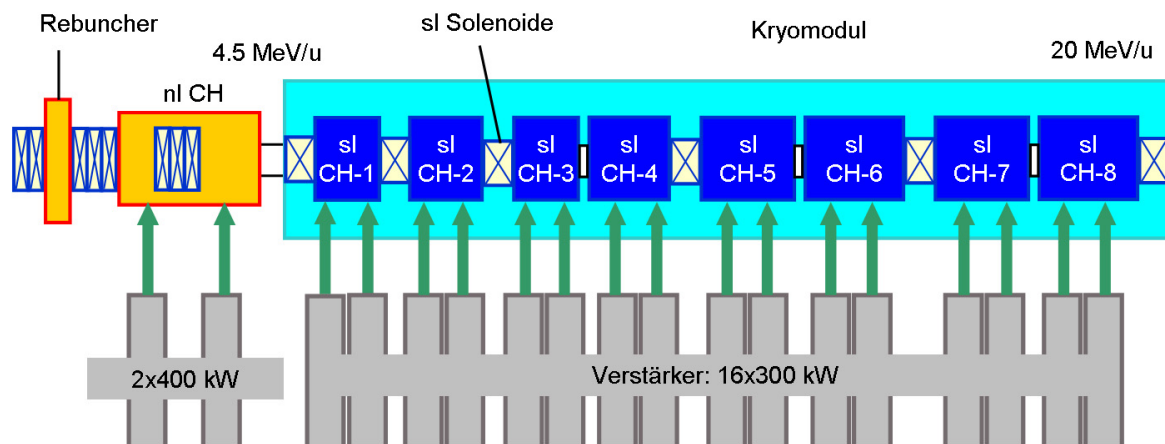 Rebuncher
sl Solenoide
Kryomodul
4.5 MeV/u
20 MeV/u
nl CH
sl
CH-1
sl
CH-2
sl
CH-3
sl
CH-4
sl
CH-5
sl
CH-6
sl
CH-7
sl
CH-8
2x400 kW
Verstärker: 16x300 kW